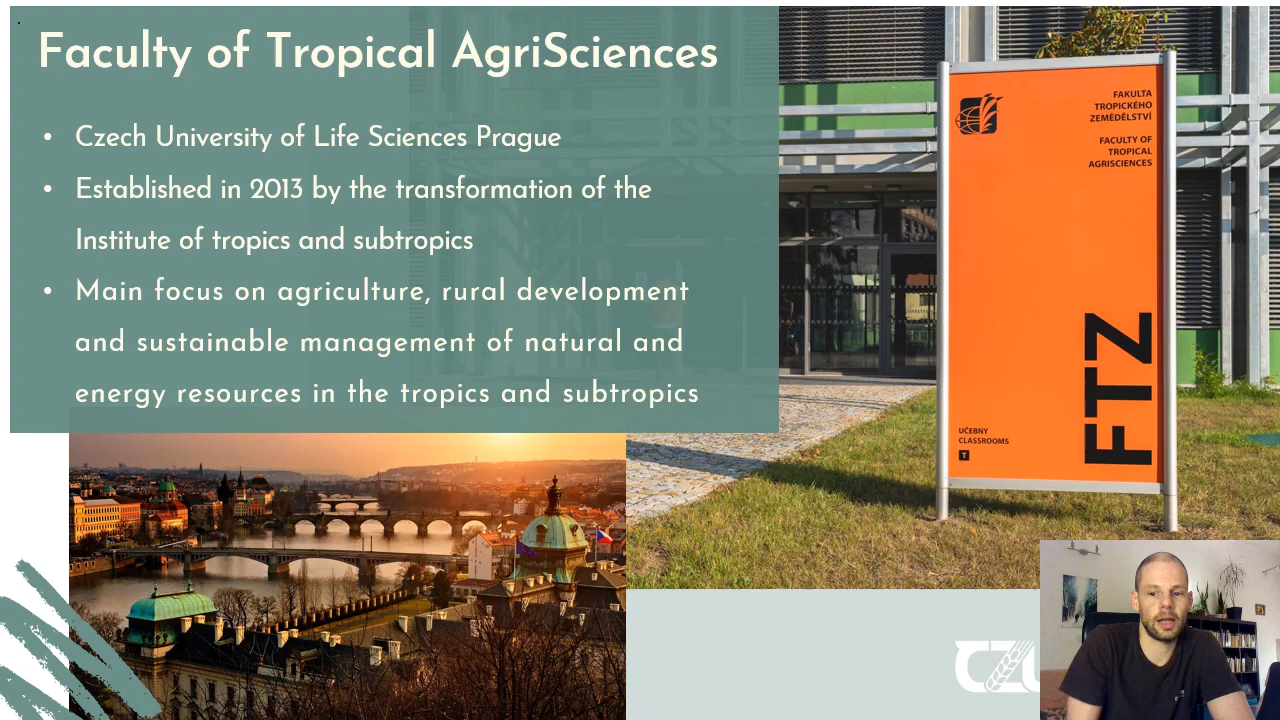 Faculty of Tropical AgriSciences
• Czech University of Life Sciences Prague
• Established in 2013 by the transformation of the
Institute of tropics and subtropics
• Main focus on agriculture, rural development
and sustainable management of natural and
energy resources in the tropics and subtropics
FAKULTA
TROPICKÉHO
ZEMĚDĚLSTVÍ
FACULTY OF
TROPICAL
AGRISCIENCES
FTZ
UČEBNY
CLASSROOMS
T
CZU